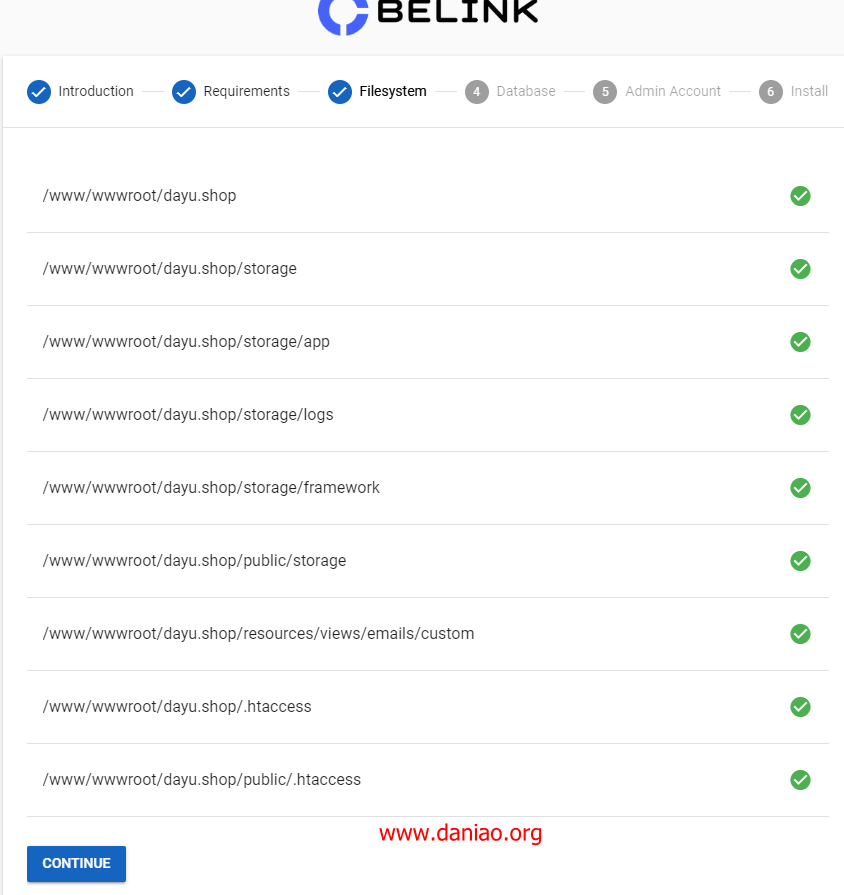 BELINK
Introduction Requirements Filesystem 4 Database 5 Admin Account 6 Install
/www/wwwroot/dayu.shop
/www/wwwroot/dayu.shop/storage
/www/wwwroot/dayu.shop/storage/app
/www/wwwroot/dayu.shop/storage/logs
/www/wwwroot/dayu.shop/storage/framework
/www/wwwroot/dayu.shop/public/storage
/www/wwwroot/dayu.shop/resources/views/emails/custom
/www/wwwroot/dayu.shop/.htaccess
/www/wwwroot/dayu.shop/public/.htaccess
www.daniao.org
CONTINUE